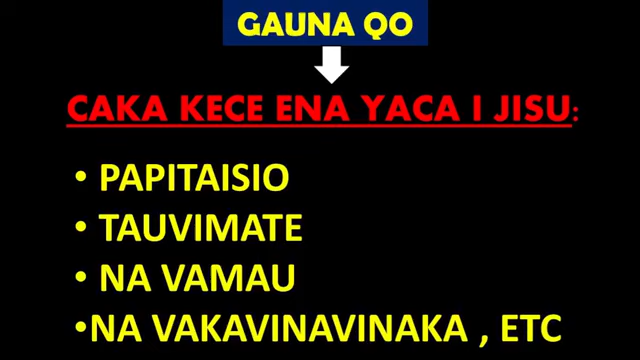 GAUNA QO
CAKA KECE ENA YACA I JISU:
• PAPITAISIO
• TAUVIMATE
• NA VAMAU
•NA VAKAVINAVINAKA , ETC